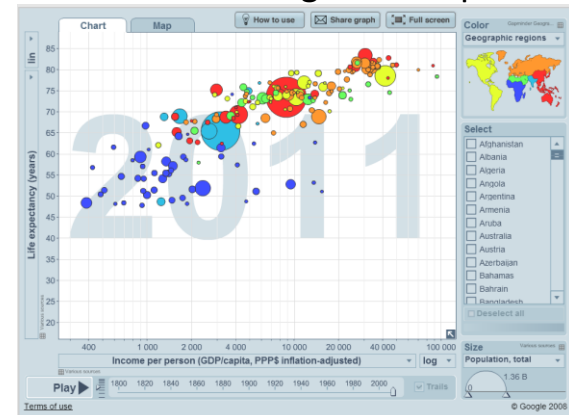 Chart
Map
How to use
Share graph
Full screen
Color
Geographic regions
lin
Life expectancy (years)
85
80
75
70
65
60
55
50
45
40
35
30
25
20
2011
400
1 000
2 000
4 000
10 000
20 000
40 000
100 000
Income per person (GDP/capita, PPP$ inflation-adjusted)
log
Select
Afghanistan
Albania
Algeria
Angola
Argentina
Armenia
Aruba
Australia
Austria
Azerbaijan
Bahamas
Bahrain
Bangladesh
Deselect all
Size
Various sources
Population, total
1.36 B
Play
1800 1820 1840 1860 1880 1900 1920 1940 1960 1980 2000
Trails
Terms of use
© Google 2008